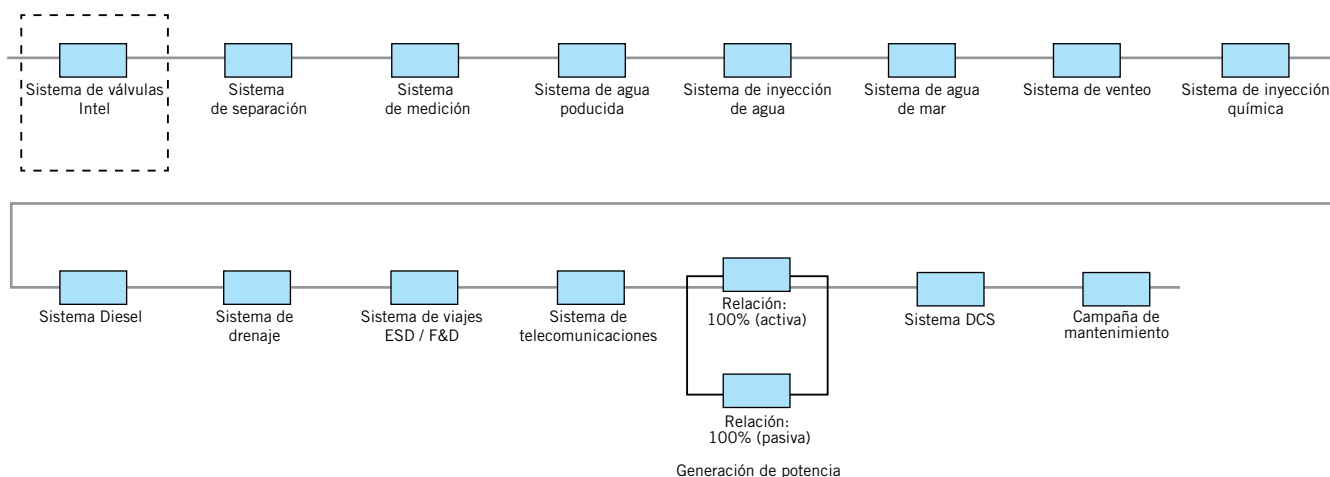 Sistema de válvulas
Intel
Sistema
de separación
Sistema
de medición
Sistema de agua
poducida
Sistema de inyección
de agua
Sistema de agua
de mar
Sistema de venteo
Sistema de inyección
química
Sistema Diesel
Sistema de
drenaje
Sistema de viajes
ESD / F&D
Sistema de
telecomunicaciones
Relación:
100% (activa)
Sistema DCS
Campaña de
mantenimiento
Relación:
100% (pasiva)
Generación de potencia